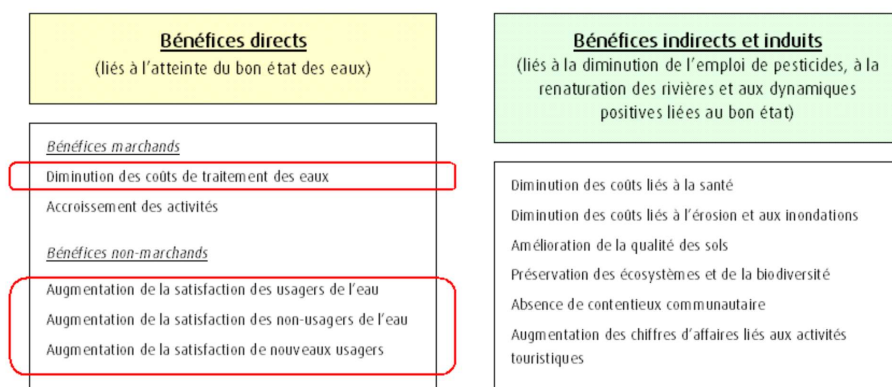 Bénéfices directs
(liés à l'atteinte du bon état des eaux)
Bénéfices marchands
Diminution des coûts de traitement des eaux
Accroissement des activités
Bénéfices non-marchands
Augmentation de la satisfaction des usagers de l'eau
Augmentation de la satisfaction des non-usagers de l'eau
Augmentation de la satisfaction de nouveaux usagers
Bénéfices indirects et induits
(liés à la diminution de l'emploi de pesticides, à la
renaturation des rivières et aux dynamiques
positives liées au bon état)
Diminution des coûts liés à la santé
Diminution des coûts liés à l'érosion et aux inondations
Amélioration de la qualité des sols
Préservation des écosystèmes et de la biodiversité
Absence de contentieux communautaire
Augmentation des chiffres d'affaires liés aux activités
touristiques